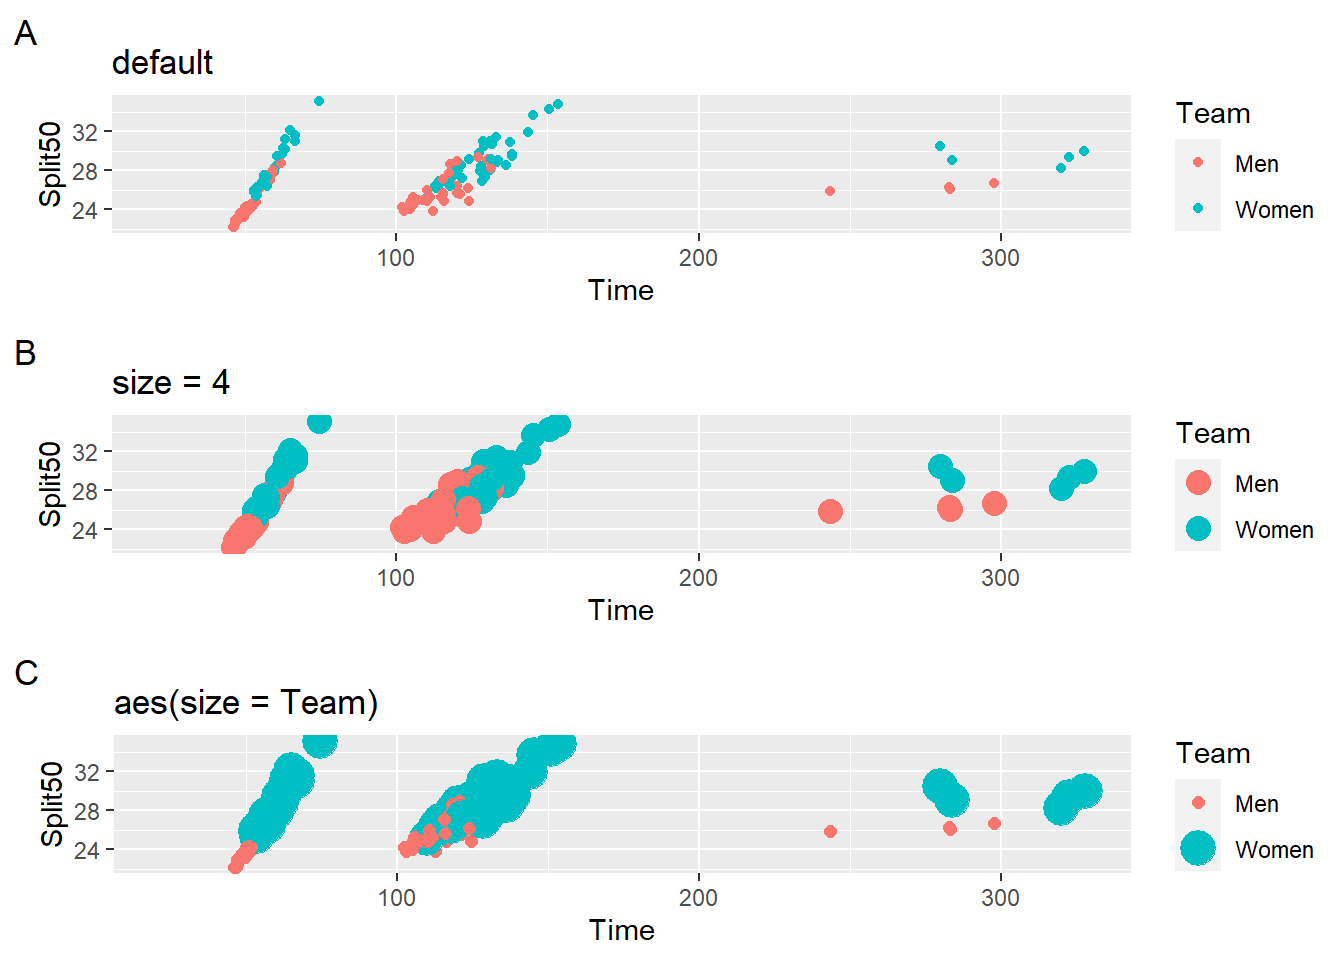 A
default
Split50
32
28
24
100 200 300
Time
Team
Men
Women
B
size = 4
Split50
32
28
24
100 200 300
Time
Team
Men
Women
C
aes(size = Team)
Split50
32
28
24
100 200 300
Time
Team
Men
Women